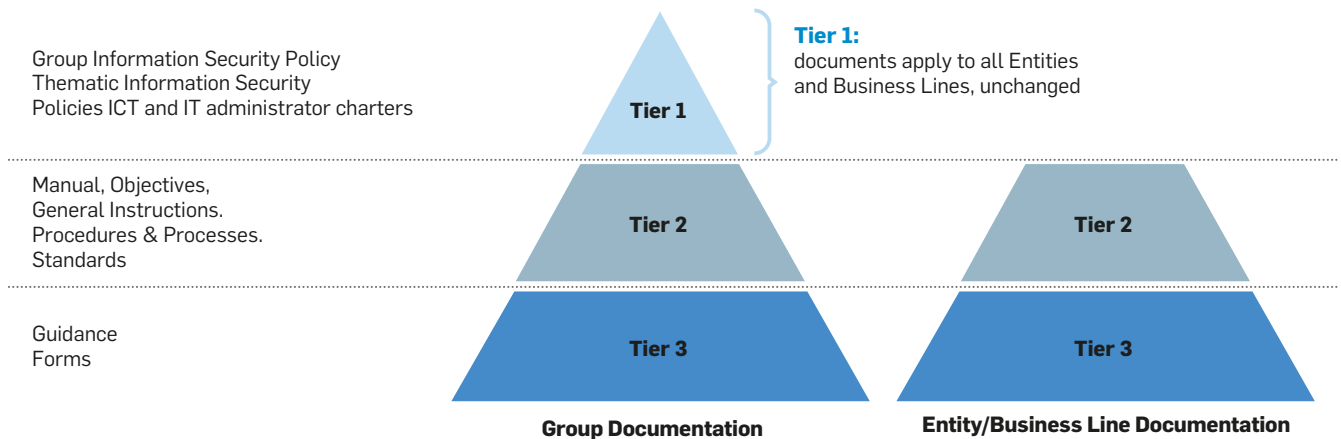 Group Information Security Policy
Thematic Information Security
Policies ICT and IT administrator charters
Tier 1
Tier 1:
documents apply to all Entities
and Business Lines, unchanged
Manual, Objectives,
General Instructions.
Procedures & Processes.
Standards
Tier 2
Tier 2
Guidance
Forms
Tier 3
Tier 3
Group Documentation
Entity/Business Line Documentation